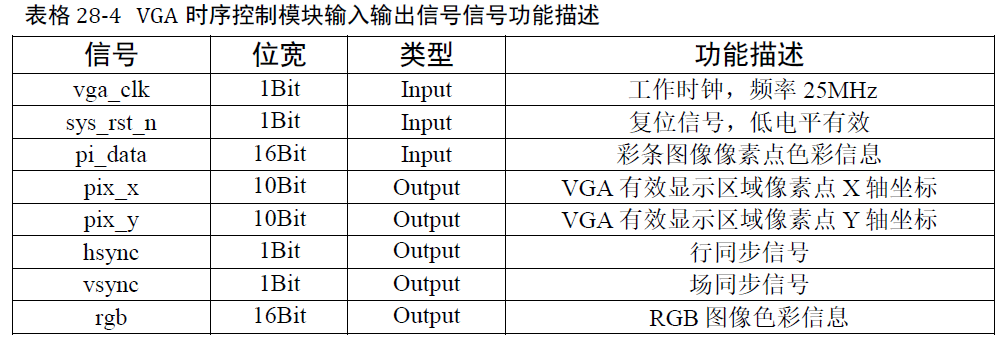 表格 28-4 VGA 时序控制模块输入输出信号信号功能描述
信号 位宽 类型 功能描述
vga_clk 1Bit Input 工作时钟，频率 25MHz
sys_rst_n 1Bit Input 复位信号，低电平有效
pi_data 16Bit Input 彩条图像像素点色彩信息
pix_x 10Bit Output VGA 有效显示区域像素点 X 轴坐标
pix_y 10Bit Output VGA 有效显示区域像素点 Y 轴坐标
hsync 1Bit Output 行同步信号
vsync 1Bit Output 场同步信号
rgb 16Bit Output RGB 图像色彩信息